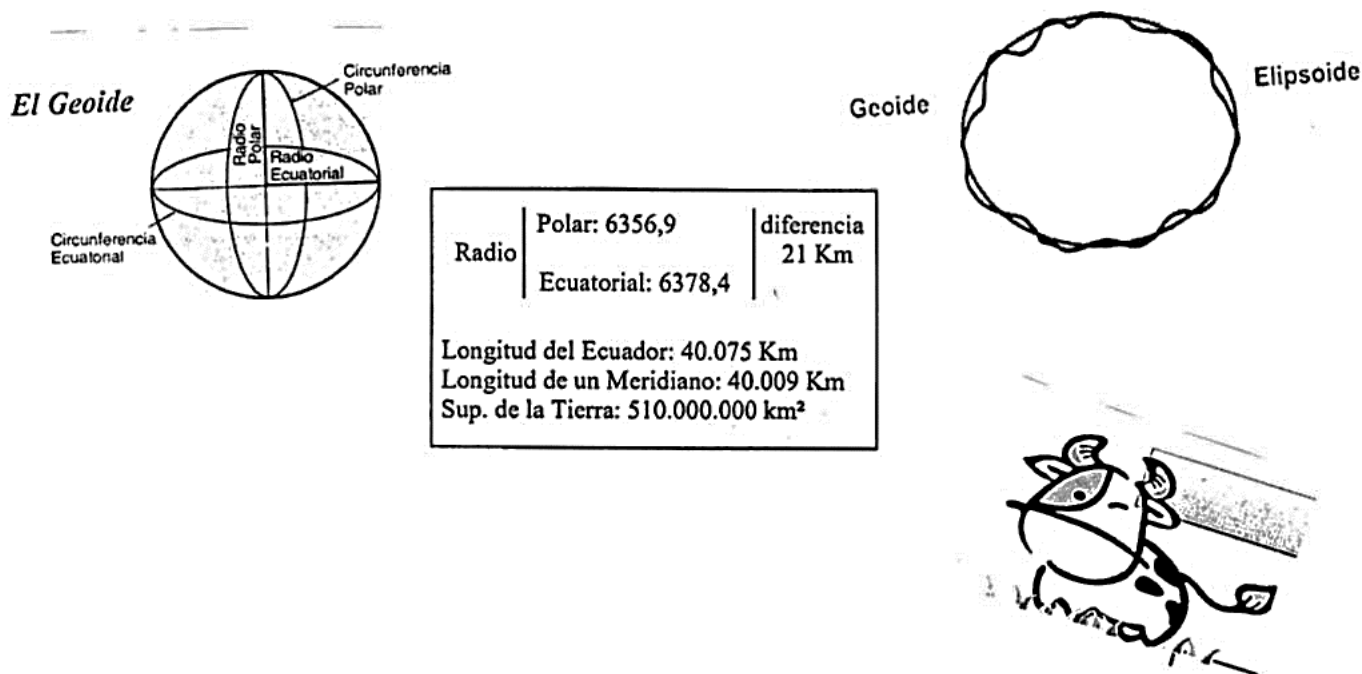 El Geoide
Circunferencia
Polar
Radio
Polar
Radio
Ecuatorial
Circunferencia
Ecuatorial
Geoide
Elipsoide
Radio
Polar: 6356,9
Ecuatorial: 6378,4
diferencia
21 Km
Longitud del Ecuador: 40.075 Km
Longitud de un Meridiano: 40.009 Km
Sup. de la Tierra: 510.000.000 km²